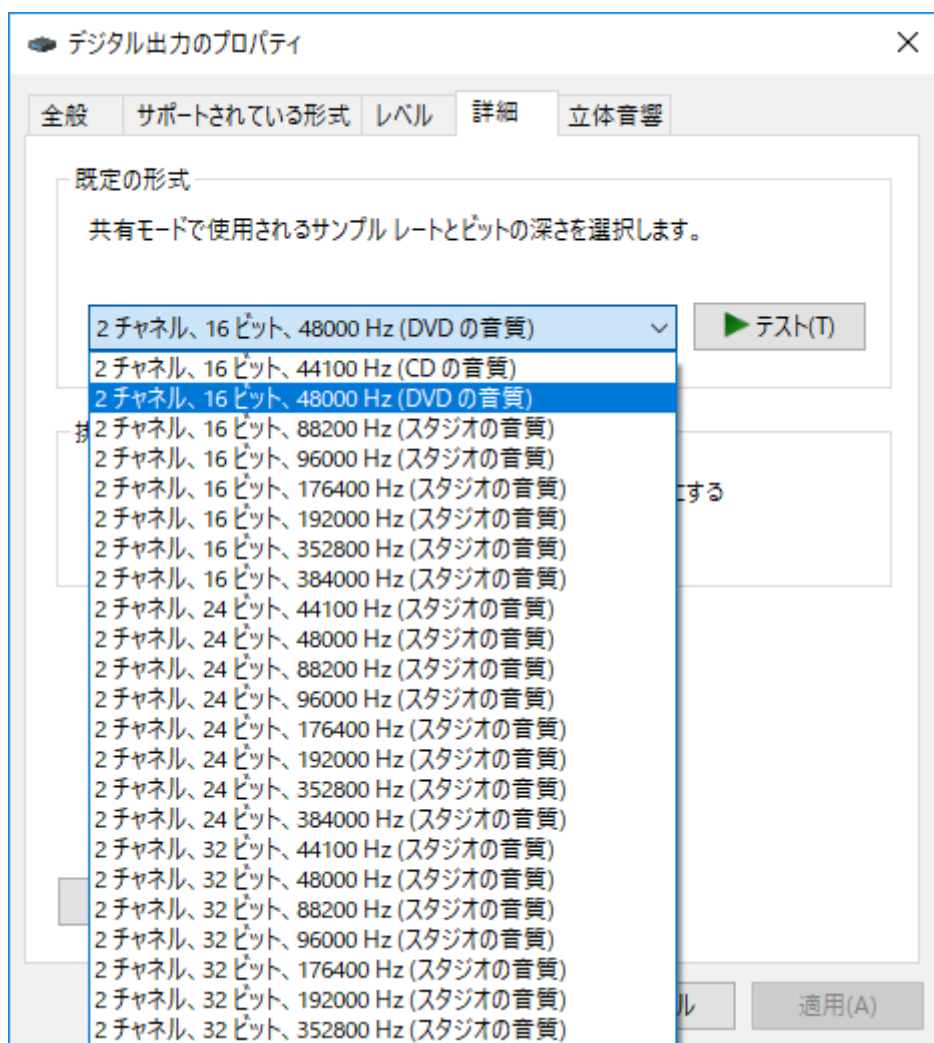 デジタル出力のプロパティ
全般 サポートされている形式 レベル 詳細 立体音響
既定の形式
共有モードで使用されるサンプル レートとビットの深さを選択します。
2 チャネル、16 ビット、48000 Hz (DVD の音質)
テスト(T)
2 チャネル、16 ビット、44100 Hz (CD の音質)
2 チャネル、16 ビット、48000 Hz (DVD の音質)
2 チャネル、16 ビット、88200 Hz (スタジオの音質)
2 チャネル、16 ビット、96000 Hz (スタジオの音質)
2 チャネル、16 ビット、176400 Hz (スタジオの音質)
する
2 チャネル、16 ビット、192000 Hz (スタジオの音質)
2 チャネル、16 ビット、352800 Hz (スタジオの音質)
2 チャネル、16 ビット、384000 Hz (スタジオの音質)
2 チャネル、24 ビット、44100 Hz (スタジオの音質)
2 チャネル、24 ビット、48000 Hz (スタジオの音質)
2 チャネル、24 ビット、88200 Hz (スタジオの音質)
2 チャネル、24 ビット、96000 Hz (スタジオの音質)
2 チャネル、24 ビット、176400 Hz (スタジオの音質)
2 チャネル、24 ビット、192000 Hz (スタジオの音質)
2 チャネル、24 ビット、352800 Hz (スタジオの音質)
2 チャネル、24 ビット、384000 Hz (スタジオの音質)
2 チャネル、32 ビット、44100 Hz (スタジオの音質)
2 チャネル、32 ビット、48000 Hz (スタジオの音質)
2 チャネル、32 ビット、88200 Hz (スタジオの音質)
2 チャネル、32 ビット、96000 Hz (スタジオの音質)
2 チャネル、32 ビット、176400 Hz (スタジオの音質)
2 チャネル、32 ビット、192000 Hz (スタジオの音質)
2 チャネル、32 ビット、352800 Hz (スタジオの音質)
ル
適用(A)